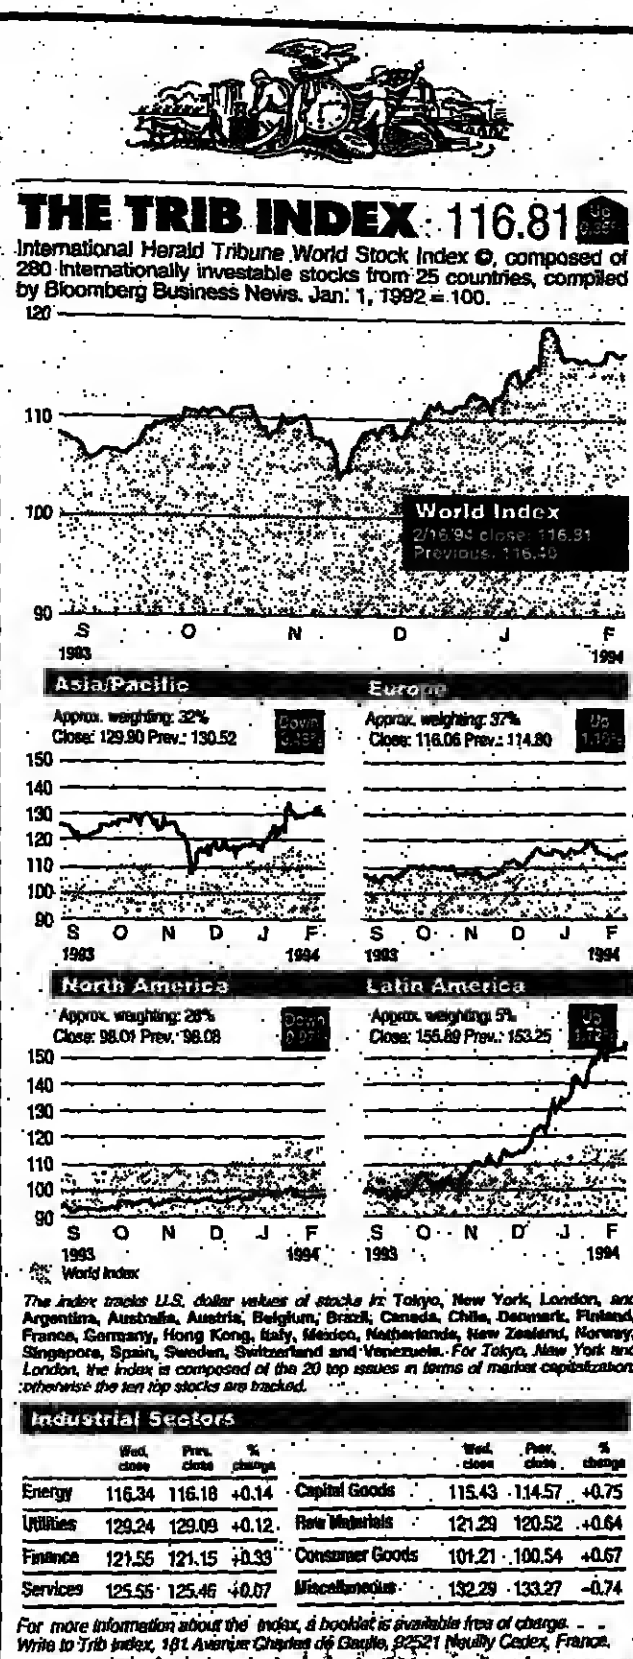 THE TRIB INDEX 116.81 Up
International Herald Tribune World Stock Index ©, composed of
280 internationally investable stocks from 25 countries, compiled
by Bloomberg Business News. Jan. 1, 1992 = 100.
120
110
100
90
World Index
2/16/94 close: 116.81
Previous: 116.40
S O N D J F
1993 1994
Asia/Pacific
Approx. weighting: 32%
Close: 129.90 Prev.: 130.52
Down
150
140
130
120
110
100
90
S O N D J F
1993 1994
Europe
Approx. weighting: 37%
Close: 116.06 Prev.: 114.80
Up
S O N D J F
1993 1994
North America
Approx. weighting: 26%
Close: 98.01 Prev.: 98.08
Down
0.07%
150
140
130
120
110
100
90
S O N D J F
1993 1994
Latin America
Approx. weighting: 5%
Close: 155.89 Prev.: 153.25
Up
1.72%
S O N D J F
1993 1994
World Index
The index tracks U.S. dollar values of stocks in: Tokyo, New York, London, and
Argentina, Australia, Austria, Belgium, Brazil, Canada, Chile, Denmark, Finland,
France, Germany, Hong Kong, Italy, Mexico, Netherlands, New Zealand, Norway,
Singapore, Spain, Sweden, Switzerland and Venezuela. For Tokyo, New York and
London, the index is composed of the 20 top issues in terms of market capitalization,
otherwise the ten top stocks are tracked.
Industrial Sectors
Wed. close Prev. close % change Wed. close Prev. close % change
Energy 116.34 116.18 +0.14 Capital Goods 115.43 114.57 +0.75
Utilities 129.24 129.09 +0.12 Raw Materials 121.29 120.52 +0.64
Finance 121.55 121.15 +0.33 Consumer Goods 101.21 100.54 +0.67
Services 125.55 125.46 +0.07 Miscellaneous 132.29 133.27 -0.74
For more information about the index, a booklet is available free of charge.
Write to Trib Index, 181 Avenue Charles de Gaulle, 92521 Neuilly Cedex, France.